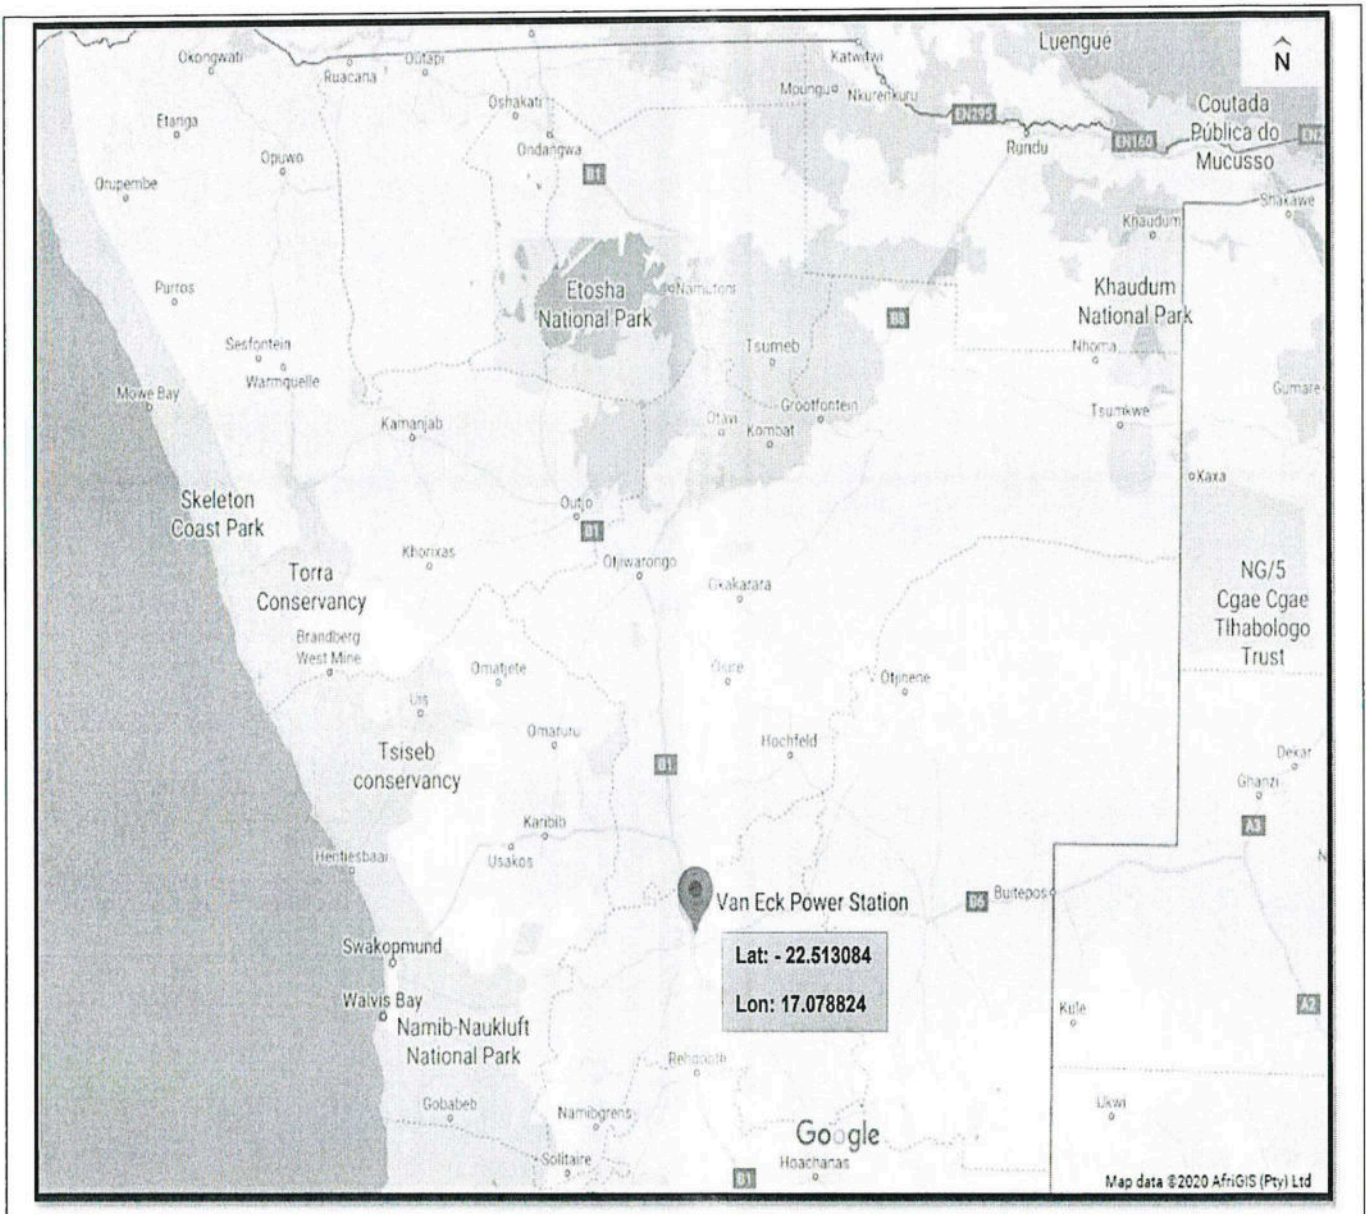 Luengue
N
Okongwati
Ruacana
Outapi
Katwitwi
Moungu
Nkurenkuru
Oshakati
Coutada
Pública do
Mucusso
EN295
EN160
Etanga
Ondangwa
Rundu
Opuwo
B1
Orupembe
Shakawe
Khaudum
Purros
Etosha
National Park
Namutoni
Khaudum
National Park
B8
Sesfontein
Warmquelle
Tsumeb
Nhoma
Mowe Bay
Gumare
Kamanjab
Otavi
Grootfontein
Kombat
Tsumkwe
Xaxa
Skeleton
Coast Park
Outjo
B1
Khorixas
Otjiwarongo
Okakarara
Torra
Conservancy
NG/5
Cgae Cgae
Tlhabologo
Trust
Brandberg
West Mine
Omatjete
Otjinene
Uis
Omaruru
Hochfeld
Tsiseb
conservancy
B1
Dekar
Ghanzi
Karibib
A3
Usakos
Hentiesbaai
N
Van Eck Power Station
B6
Buitepos
Lat: - 22.513084
Lon: 17.078824
Swakopmund
Walvis Bay
Namib-Naukluft
National Park
Kule
A2
Rehoboth
Gobabeb
Namibgrens
Ukwi
Google
Solitaire
Hoachanas
B1
Map data ©2020 AfriGIS (Pty) Ltd